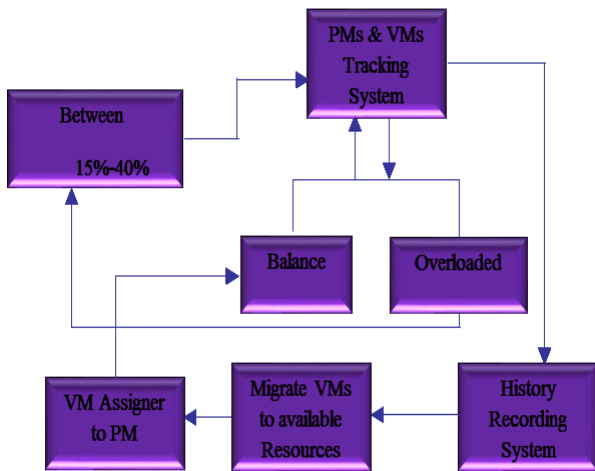 PMs & VMs
Tracking
System
Between
15%-40%
Balance
Overloaded
VM Assigner
to PM
Migrate VMs
to available
Resources
History
Recording
System